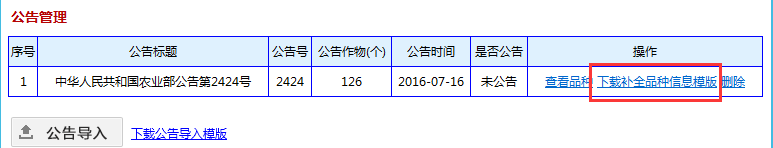 公告管理
序号 公告标题 公告号 公告作物(个) 公告时间 是否公告 操作
1 中华人民共和国农业部公告第2424号 2424 126 2016-07-16 未公告 查看品种 下载补全品种信息模版 删除
公告导入 下载公告导入模版